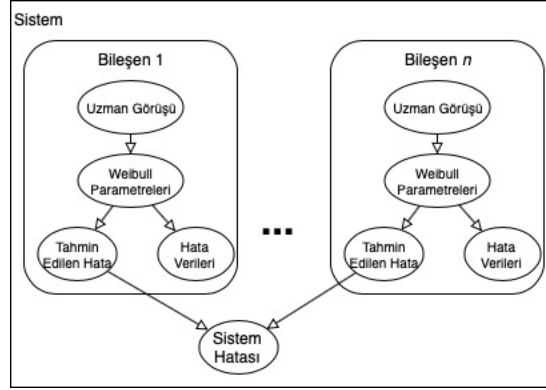 Sistem
Bileşen 1
Uzman Görüşü
Weibull
Parametreleri
Tahmin
Edilen Hata
Hata
Verileri
...
Bileşen n
Uzman Görüşü
Weibull
Parametreleri
Tahmin
Edilen Hata
Hata
Verileri
Sistem
Hatası